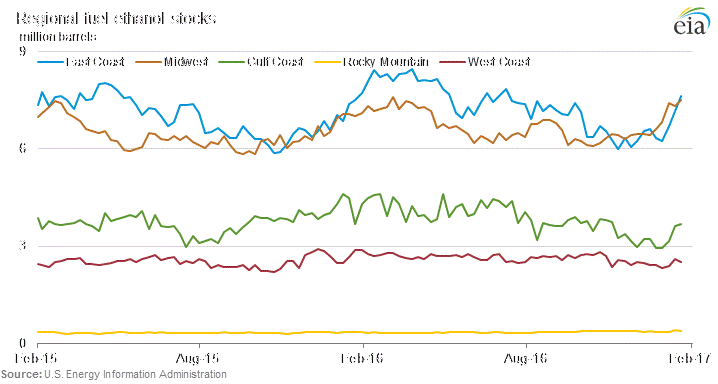 Regional fuel ethanol stocks
million barrels
eia
9
East Coast Midwest Gulf Coast Rocky Mountain West Coast
6
3
0
Feb-15 Aug-15 Feb-16 Aug-16 Feb-17
Source: U.S. Energy Information Administration